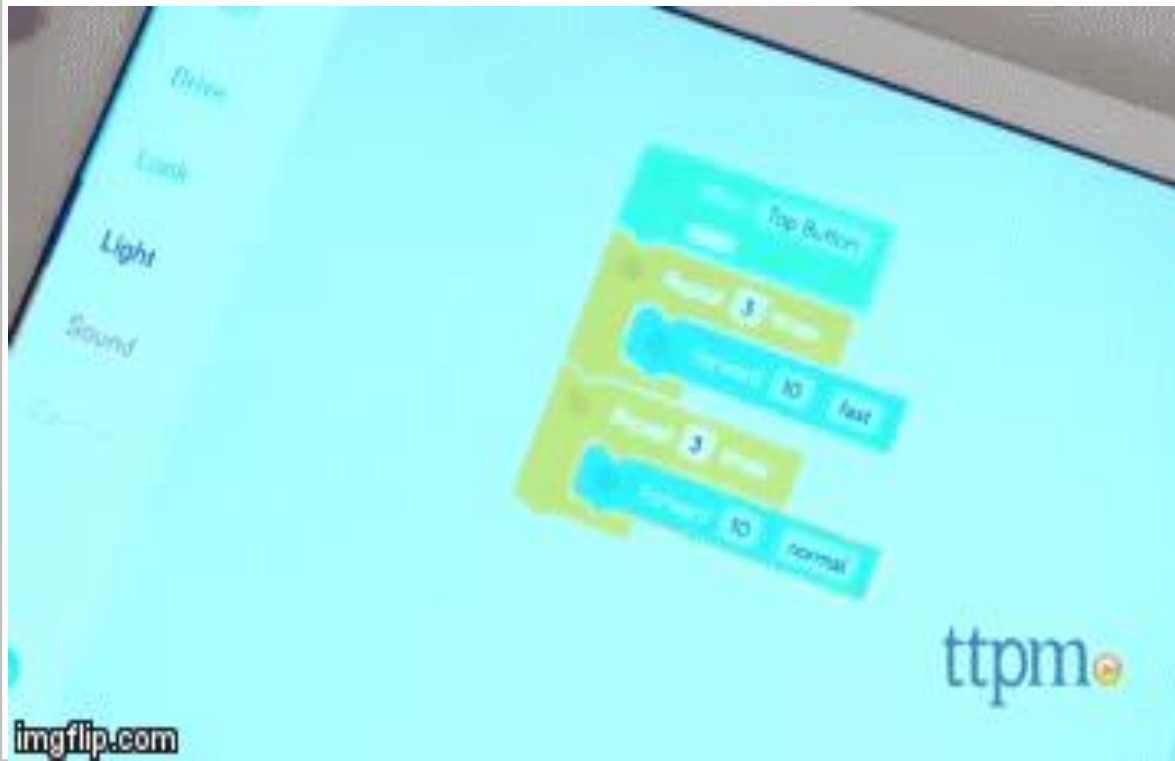 Drive
Look
Light
Sound
Top Button
Repeat 3 times
10 fast
Repeat 3 times
10 normal
ttpm
imgflip.com